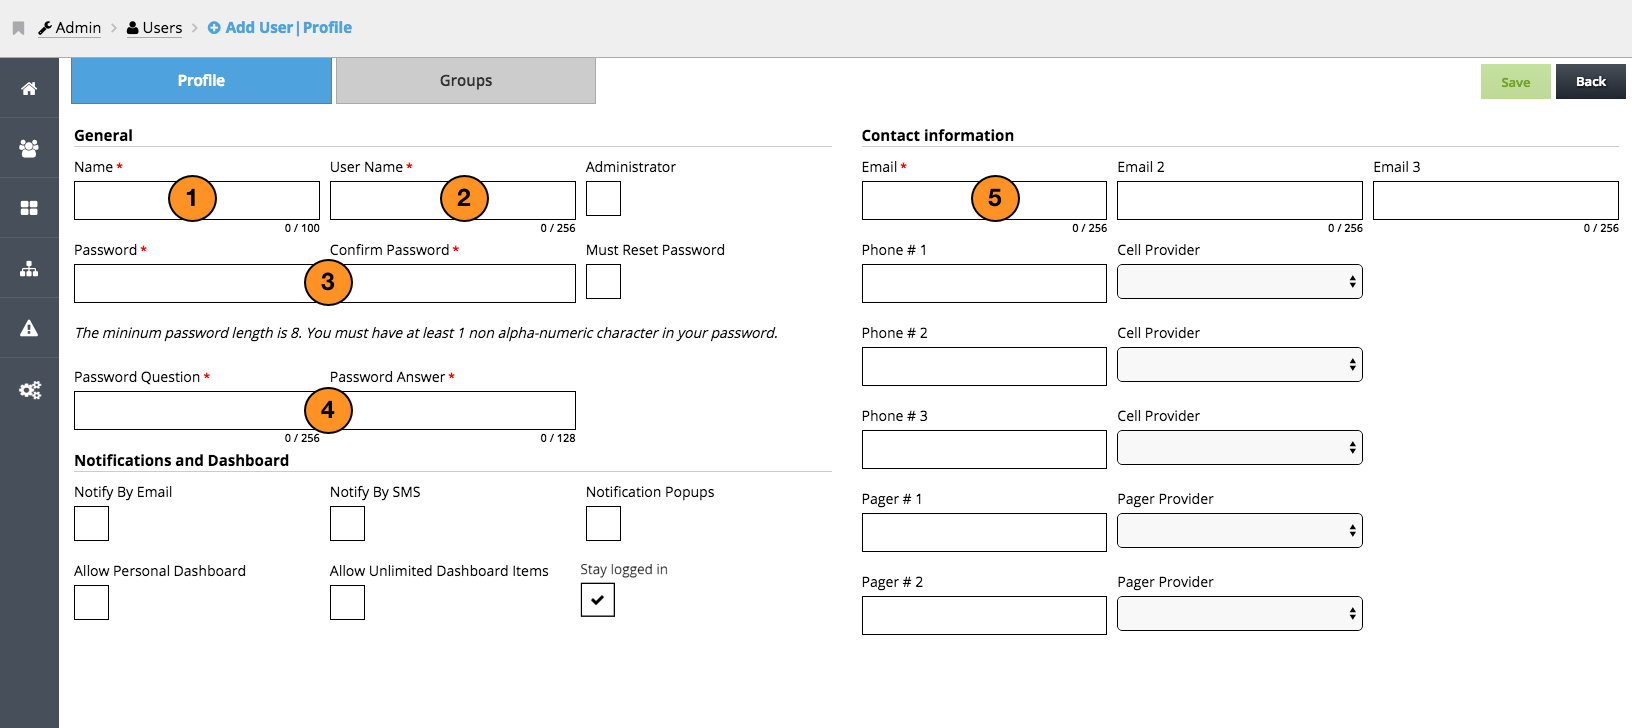 Admin > Users > Add User|Profile
Profile Groups Save Back
General
Name *
1
0 / 100
User Name *
2
0 / 256
Administrator
Password *
Confirm Password *
3
Must Reset Password
The mininum password length is 8. You must have at least 1 non alpha-numeric character in your password.
Password Question *
Password Answer *
4
0 / 256
0 / 128
Notifications and Dashboard
Notify By Email
Notify By SMS
Notification Popups
Allow Personal Dashboard
Allow Unlimited Dashboard Items
Stay logged in
Contact information
Email *
5
0 / 256
Email 2
0 / 256
Email 3
0 / 256
Phone # 1
Cell Provider
Phone # 2
Cell Provider
Phone # 3
Cell Provider
Pager # 1
Pager Provider
Pager # 2
Pager Provider